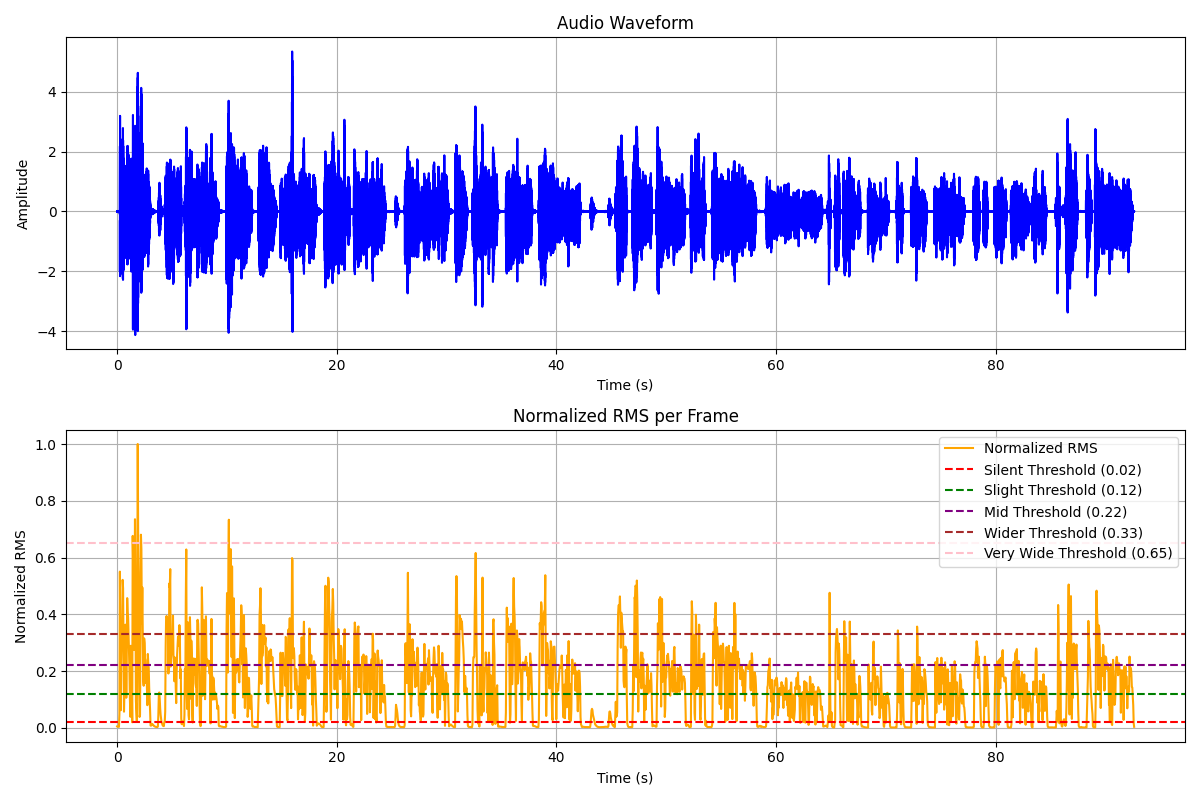 Audio Waveform
4
2
0
−2
−4
Amplitude
0 20 40 60 80
Time (s)
Normalized RMS per Frame
1.0
0.8
0.6
0.4
0.2
0.0
Normalized RMS
Normalized RMS
Silent Threshold (0.02)
Slight Threshold (0.12)
Mid Threshold (0.22)
Wider Threshold (0.33)
Very Wide Threshold (0.65)
0 20 40 60 80
Time (s)